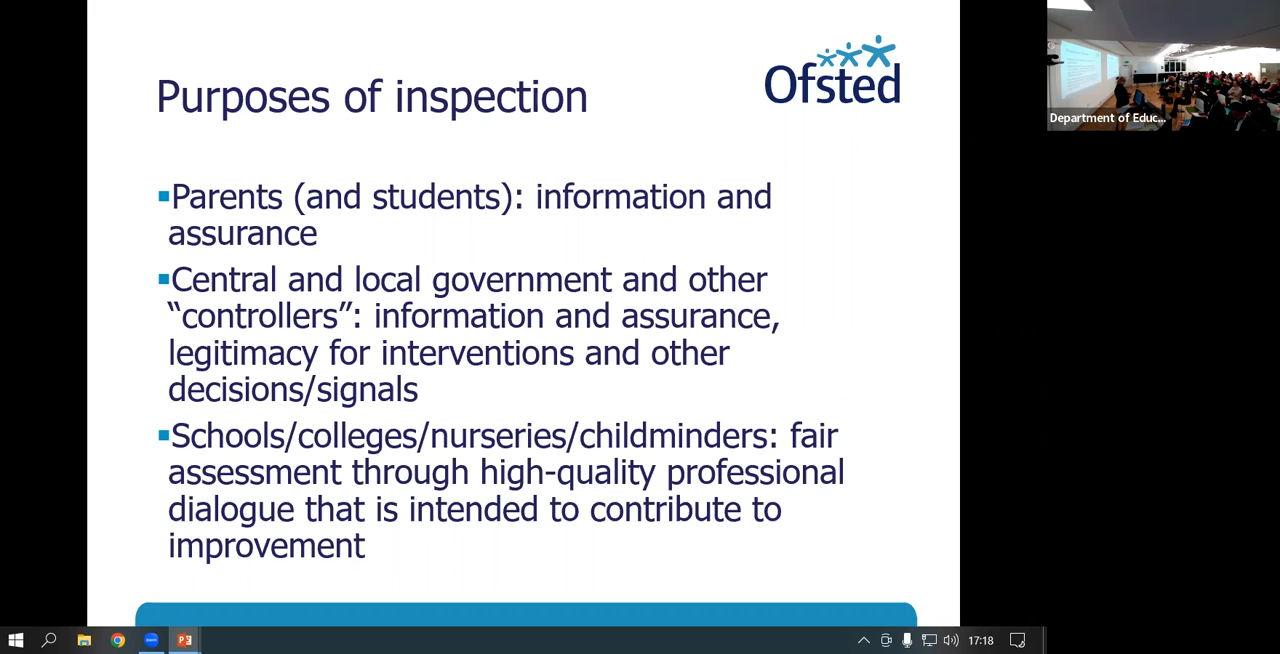 Purposes of inspection
Ofsted
▪Parents (and students): information and
assurance
▪Central and local government and other
“controllers”: information and assurance,
legitimacy for interventions and other
decisions/signals
▪Schools/colleges/nurseries/childminders: fair
assessment through high-quality professional
dialogue that is intended to contribute to
improvement
Department of Educ...
17:18